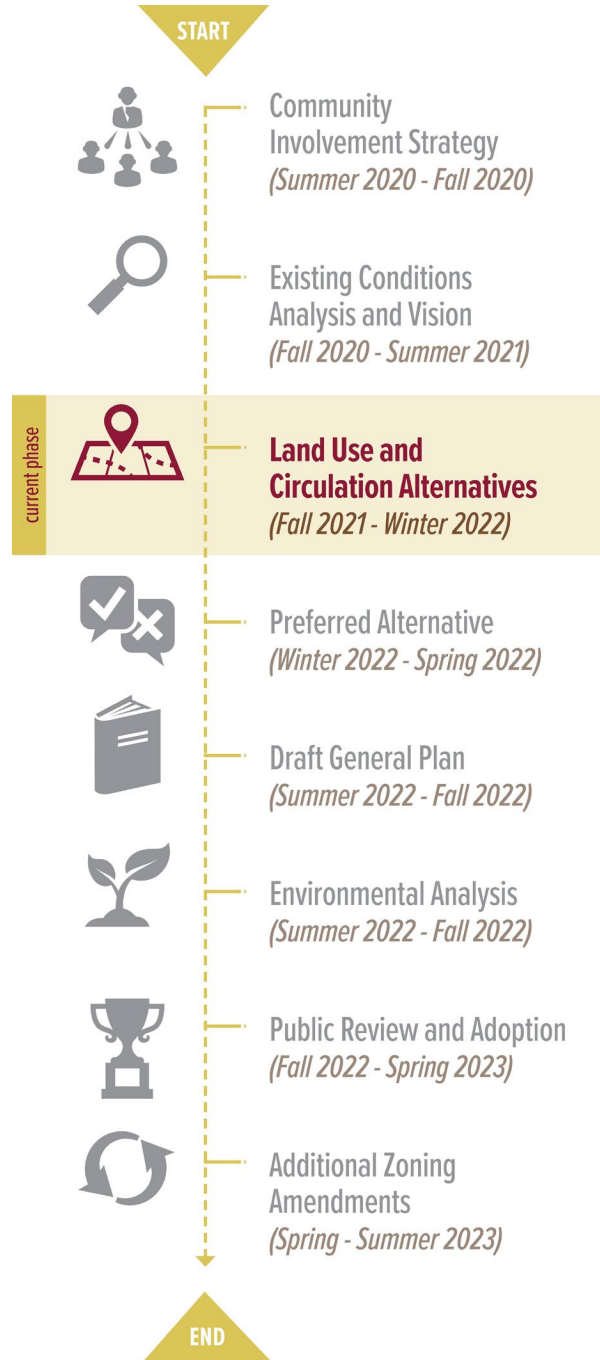 START
Community
Involvement Strategy
(Summer 2020 - Fall 2020)
Existing Conditions
Analysis and Vision
(Fall 2020 - Summer 2021)
current phase
Land Use and
Circulation Alternatives
(Fall 2021 - Winter 2022)
Preferred Alternative
(Winter 2022 - Spring 2022)
Draft General Plan
(Summer 2022 - Fall 2022)
Environmental Analysis
(Summer 2022 - Fall 2022)
Public Review and Adoption
(Fall 2022 - Spring 2023)
Additional Zoning
Amendments
(Spring - Summer 2023)
END